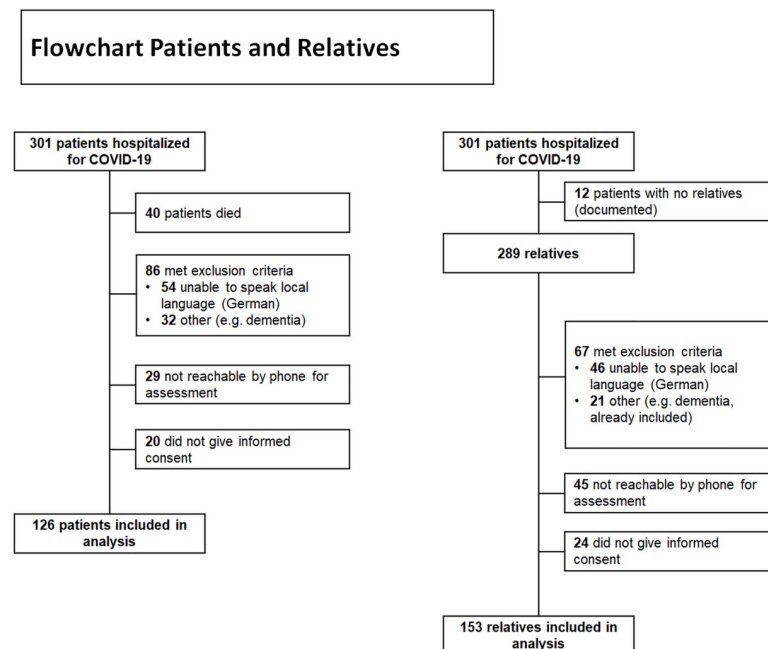 Flowchart Patients and Relatives
301 patients hospitalized
for COVID-19
40 patients died
86 met exclusion criteria
• 54 unable to speak local
language (German)
• 32 other (e.g. dementia)
29 not reachable by phone for
assessment
20 did not give informed
consent
126 patients included in
analysis
301 patients hospitalized
for COVID-19
12 patients with no relatives
(documented)
289 relatives
67 met exclusion criteria
• 46 unable to speak local
language (German)
• 21 other (e.g. dementia,
already included)
45 not reachable by phone for
assessment
24 did not give informed
consent
153 relatives included in
analysis